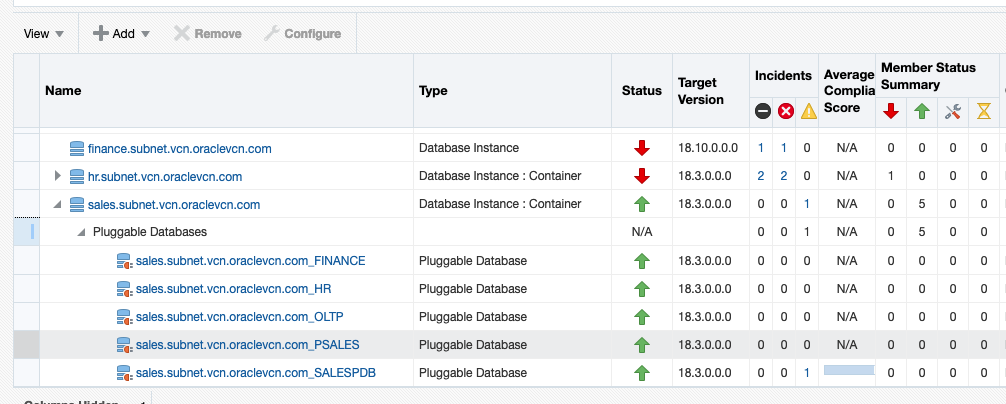 View Add Remove Configure
Name Type Status Target Version Incidents Average Complia Score Member Status Summary
finance.subnet.vcn.oraclevcn.com Database Instance 18.10.0.0.0 1 1 0 N/A 0 0 0 0
hr.subnet.vcn.oraclevcn.com Database Instance : Container 18.3.0.0.0 2 2 0 N/A 1 0 0 0
sales.subnet.vcn.oraclevcn.com Database Instance : Container 18.3.0.0.0 0 0 1 N/A 0 5 0 0
Pluggable Databases N/A 0 0 1 N/A 0 5 0 0
sales.subnet.vcn.oraclevcn.com_FINANCE Pluggable Database 18.3.0.0.0 0 0 0 N/A 0 0 0 0
sales.subnet.vcn.oraclevcn.com_HR Pluggable Database 18.3.0.0.0 0 0 0 N/A 0 0 0 0
sales.subnet.vcn.oraclevcn.com_OLTP Pluggable Database 18.3.0.0.0 0 0 0 N/A 0 0 0 0
sales.subnet.vcn.oraclevcn.com_PSALES Pluggable Database 18.3.0.0.0 0 0 0 N/A 0 0 0 0
sales.subnet.vcn.oraclevcn.com_SALESPDB Pluggable Database 18.3.0.0.0 0 0 1 0 0 0 0
Columns Hidden